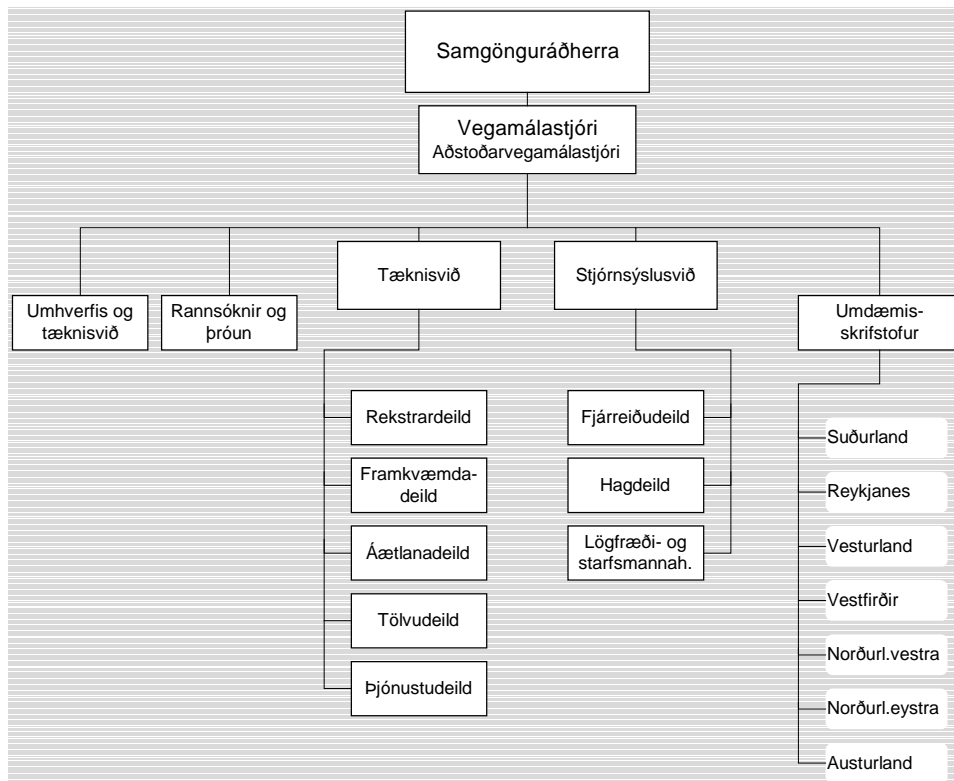 Samgönguráðherra
Vegamálastjóri
Aðstoðarvegamálastjóri
Umhverfis og
tæknisvið
Rannsóknir og
þróun
Tæknisvið
Rekstrardeild
Framkvæmda-
deild
Áætlanadeild
Tölvudeild
Þjónustudeild
Stjórnsýslusvið
Fjárreiðudeild
Hagdeild
Lögfræði- og
starfsmannah.
Umdæmis-
skrifstofur
Suðurland
Reykjanes
Vesturland
Vestfirðir
Norðurl.vestra
Norðurl.eystra
Austurland